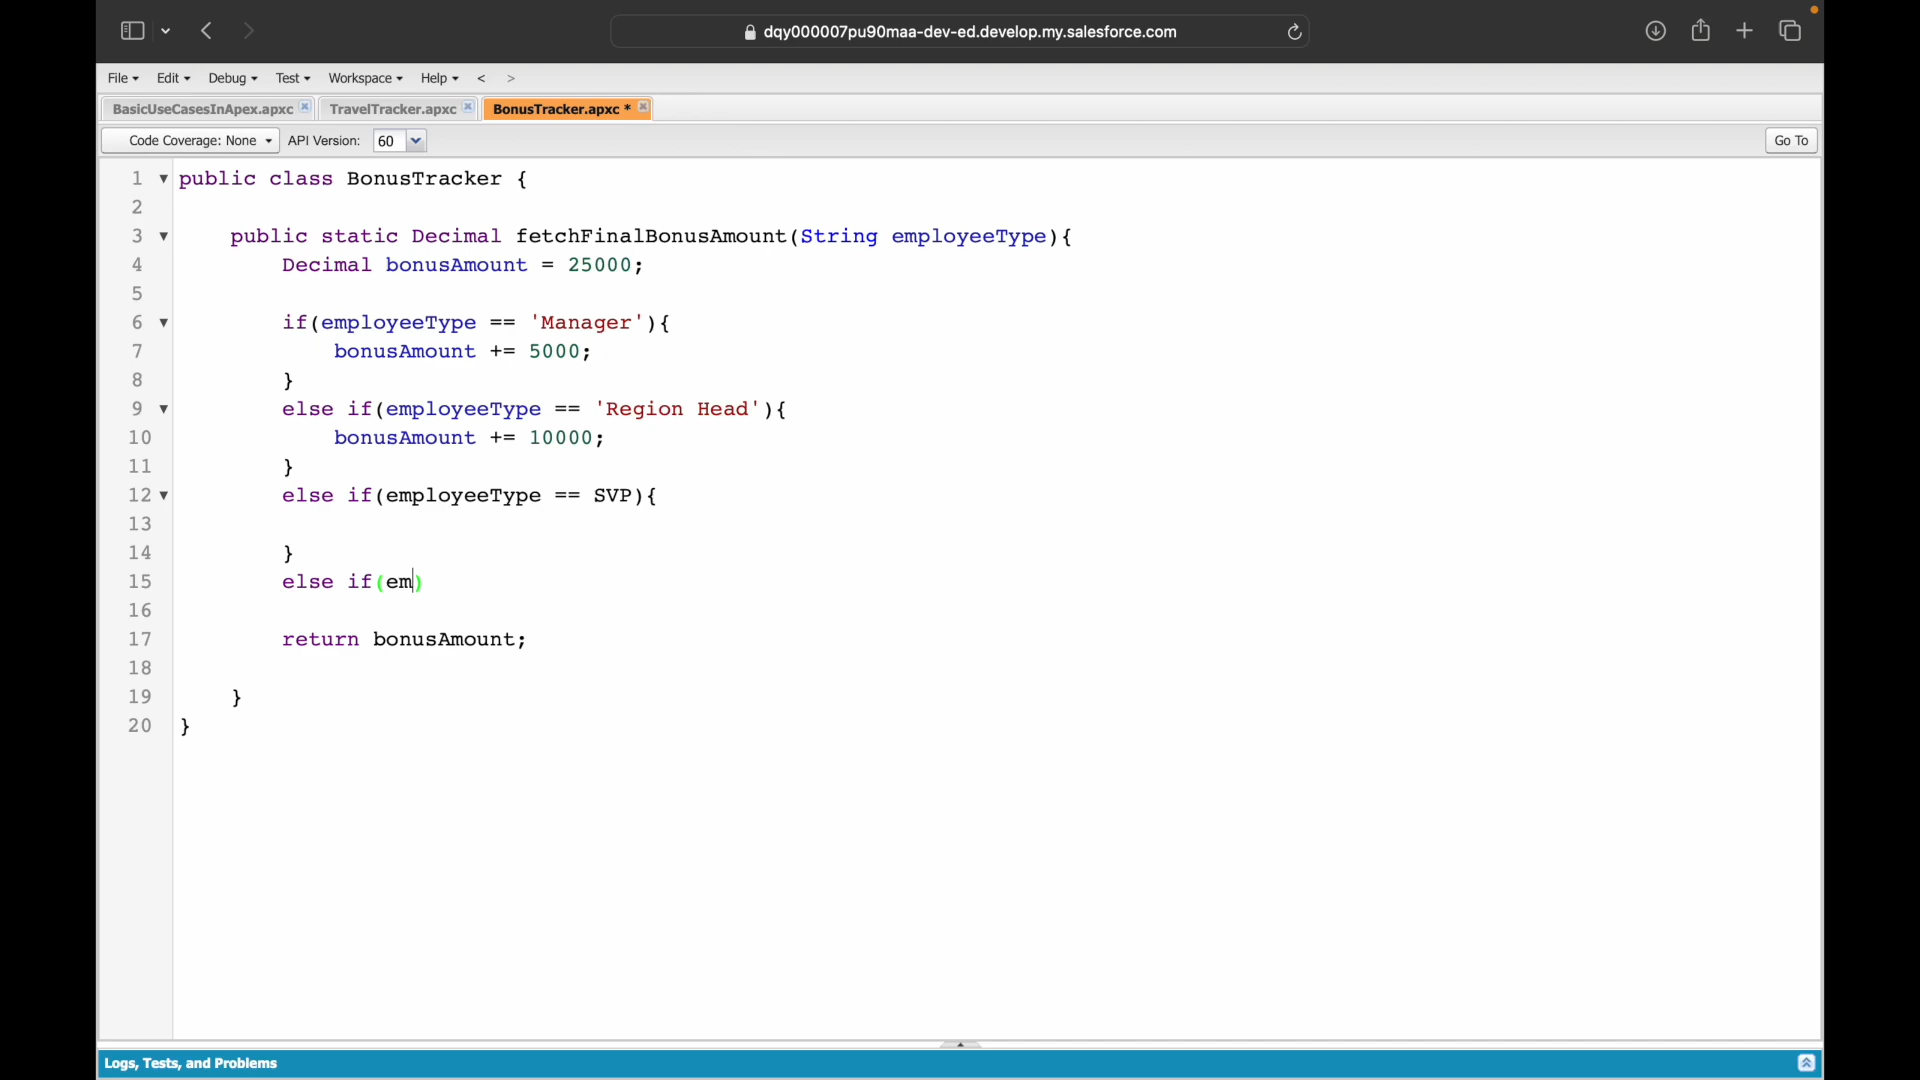 dqy000007pu90maa-dev-ed.develop.my.salesforce.com
File Edit Debug Test Workspace Help < >
BasicUseCasesInApex.apxc TravelTracker.apxc BonusTracker.apxc *
Code Coverage: None API Version: 60 Go To
1 public class BonusTracker {
2
3 public static Decimal fetchFinalBonusAmount(String employeeType){
4 Decimal bonusAmount = 25000;
5
6 if(employeeType == 'Manager'){
7 bonusAmount += 5000;
8 }
9 else if(employeeType == 'Region Head'){
10 bonusAmount += 10000;
11 }
12 else if(employeeType == SVP){
13
14 }
15 else if(em)
16
17 return bonusAmount;
18
19 }
20 }
Logs, Tests, and Problems